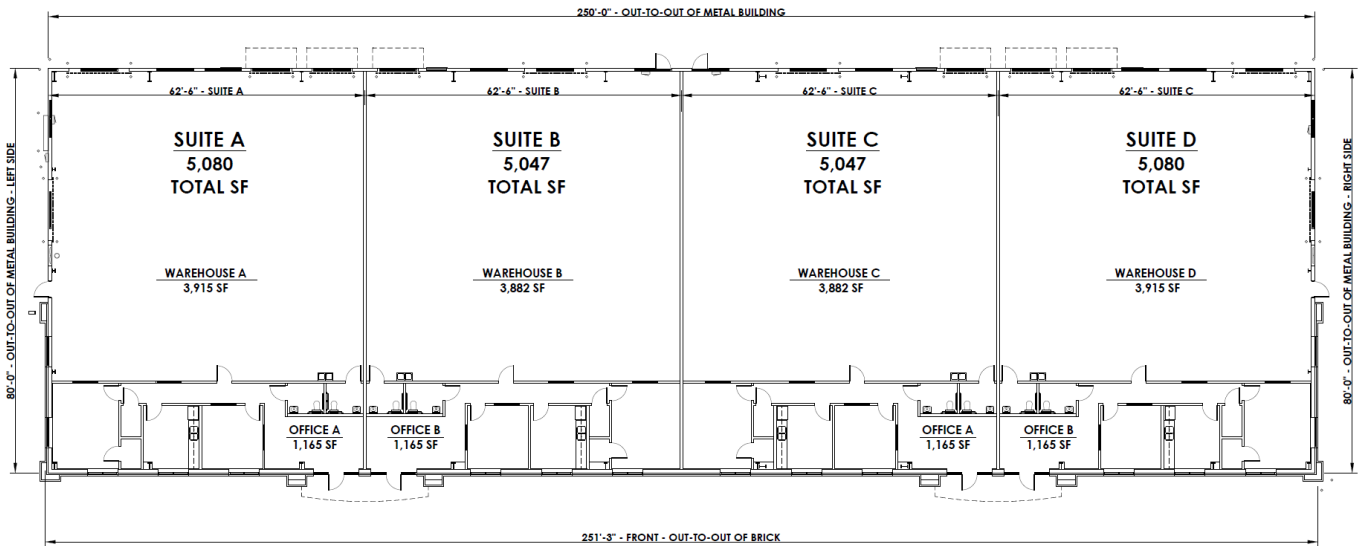 250'-0" - OUT-TO-OUT OF METAL BUILDING
62'-6" - SUITE A
62'-6" - SUITE B
62'-6" - SUITE C
62'-6" - SUITE C
SUITE A
5,080
TOTAL SF
SUITE B
5,047
TOTAL SF
SUITE C
5,047
TOTAL SF
SUITE D
5,080
TOTAL SF
80'-0" - OUT-TO-OUT OF METAL BUILDING - LEFT SIDE
80'-0" - OUT-TO-OUT OF METAL BUILDING - RIGHT SIDE
WAREHOUSE A
3,915 SF
WAREHOUSE B
3,882 SF
WAREHOUSE C
3,882 SF
WAREHOUSE D
3,915 SF
OFFICE A
1,165 SF
OFFICE B
1,165 SF
OFFICE A
1,165 SF
OFFICE B
1,165 SF
251'-3" - FRONT - OUT-TO-OUT OF BRICK